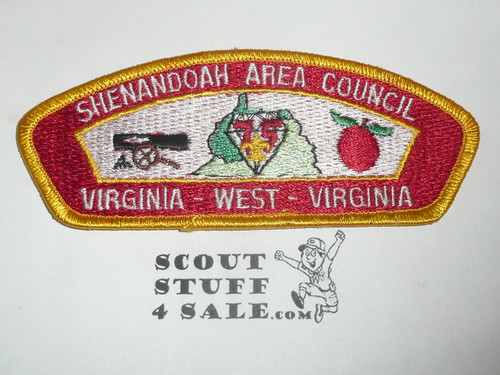 SHENANDOAH AREA COUNCIL
75
VIRGINIA - WEST - VIRGINIA
SCOUT
STUFF
4 SALE.COM